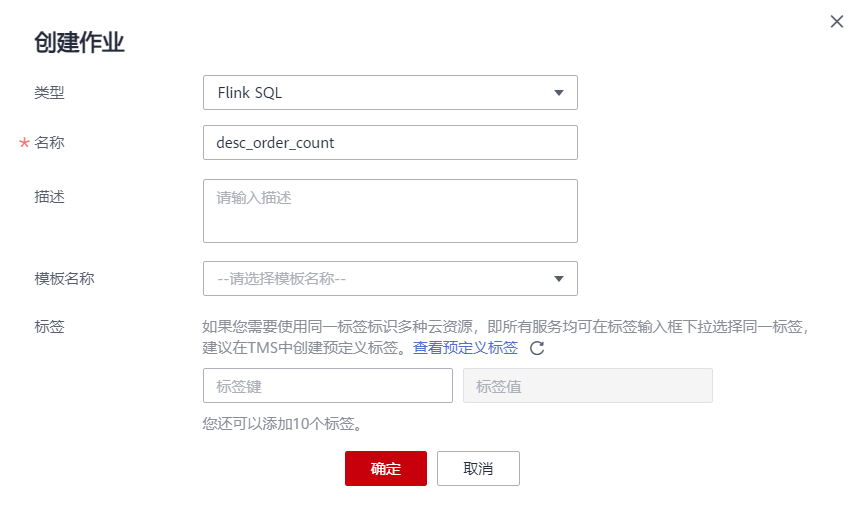 创建作业
类型
Flink SQL
* 名称
desc_order_count
描述
请输入描述
模板名称
--请选择模板名称--
标签
如果您需要使用同一标签标识多种云资源，即所有服务均可在标签输入框下拉选择同一标签，
建议在TMS中创建预定义标签。查看预定义标签
标签键
标签值
您还可以添加10个标签。
确定
取消